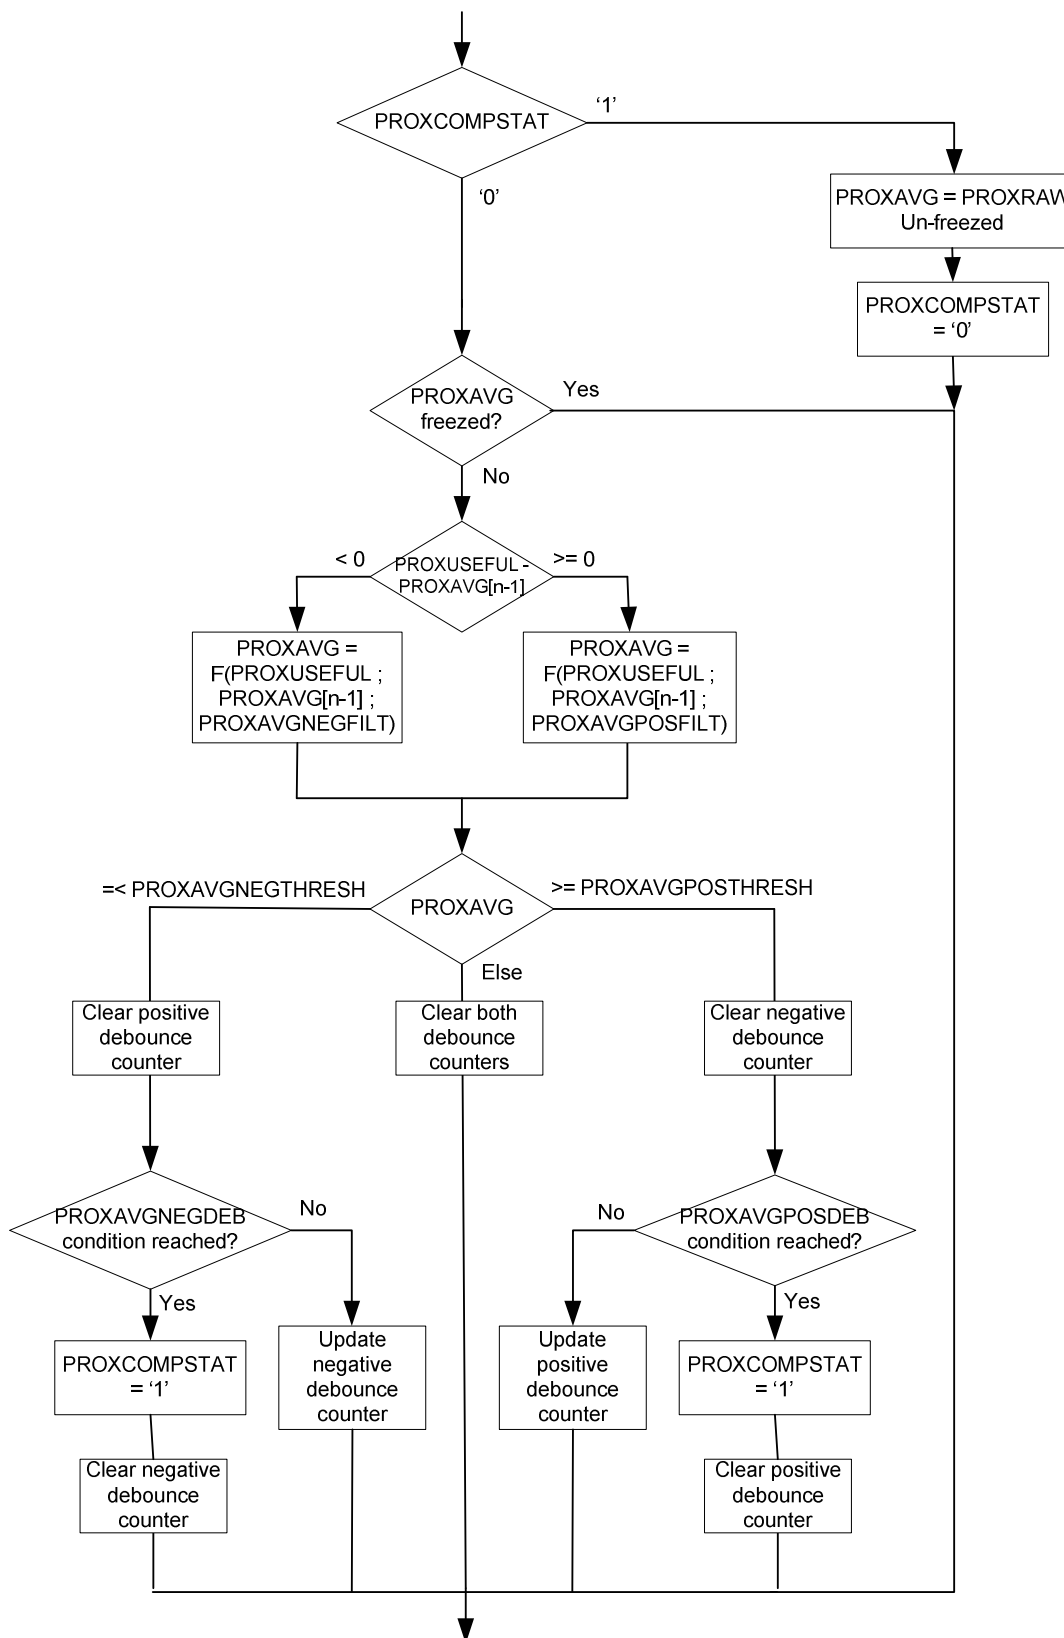 PROXCOMPSTAT
‘1’
‘0’
PROXAVG = PROXRAW
Un-freezed
PROXCOMPSTAT
= ‘0’
PROXAVG
freezed?
Yes
No
< 0
PROXUSEFUL -
PROXAVG[n-1]
>= 0
PROXAVG =
F(PROXUSEFUL ;
PROXAVG[n-1] ;
PROXAVGNEGFILT)
PROXAVG =
F(PROXUSEFUL ;
PROXAVG[n-1] ;
PROXAVGPOSFILT)
=< PROXAVGNEGTHRESH
PROXAVG
>= PROXAVGPOSTHRESH
Else
Clear positive
debounce
counter
Clear both
debounce
counters
Clear negative
debounce
counter
PROXAVGNEGDEB
condition reached?
No
Yes
No
PROXAVGPOSDEB
condition reached?
Yes
PROXCOMPSTAT
= ‘1’
Update
negative
debounce
counter
Update
positive
debounce
counter
PROXCOMPSTAT
= ‘1’
Clear negative
debounce
counter
Clear positive
debounce
counter